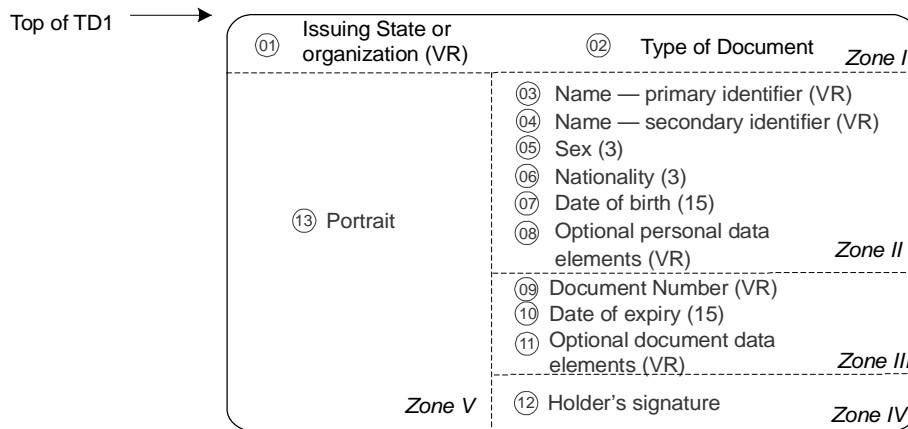 Top of TD1
01 Issuing State or
organization (VR)
02 Type of Document
Zone I
03 Name — primary identifier (VR)
04 Name — secondary identifier (VR)
05 Sex (3)
06 Nationality (3)
07 Date of birth (15)
08 Optional personal data
elements (VR)
Zone II
13 Portrait
09 Document Number (VR)
10 Date of expiry (15)
11 Optional document data
elements (VR)
Zone III
Zone V
12 Holder's signature
Zone IV